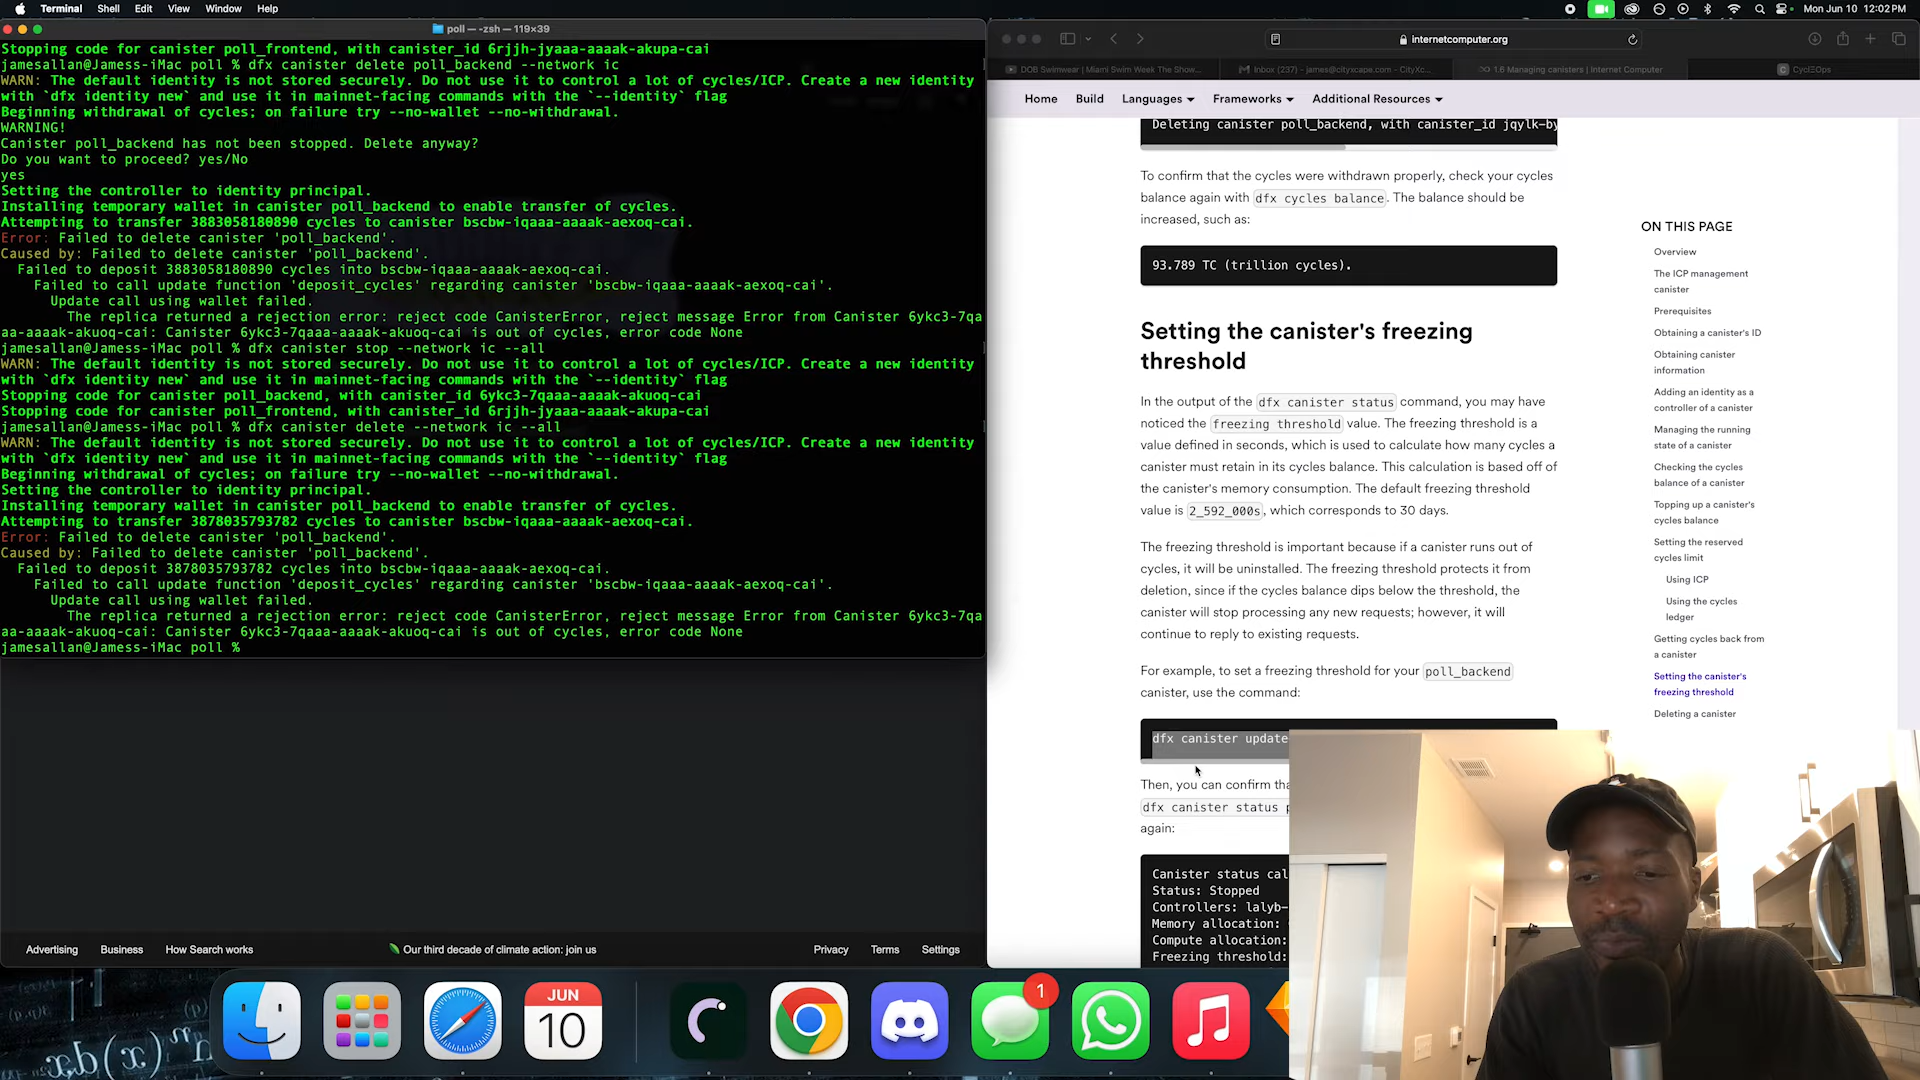 Terminal
Shell
Edit
View
Window
Help
Mon Jun 10 12:02 PM
poll — -zsh — 119×39
Stopping code for canister poll_frontend, with canister_id 6rjjh-jyaaa-aaaak-akupa-cai
jamesallan@Jamess-iMac poll % dfx canister delete poll_backend --network ic
WARN: The default identity is not stored securely. Do not use it to control a lot of cycles/ICP. Create a new identity
with `dfx identity new` and use it in mainnet-facing commands with the `--identity` flag
Beginning withdrawal of cycles; on failure try --no-wallet --no-withdrawal.
WARNING!
Canister poll_backend has not been stopped. Delete anyway?
Do you want to proceed? yes/No
yes
Setting the controller to identity principal.
Installing temporary wallet in canister poll_backend to enable transfer of cycles.
Attempting to transfer 3883058180890 cycles to canister bscbw-iqaaa-aaaak-aexoq-cai.
Error: Failed to delete canister 'poll_backend'.
Caused by: Failed to delete canister 'poll_backend'.
Failed to deposit 3883058180890 cycles into bscbw-iqaaa-aaaak-aexoq-cai.
Failed to call update function 'deposit_cycles' regarding canister 'bscbw-iqaaa-aaaak-aexoq-cai'.
Update call using wallet failed.
The replica returned a rejection error: reject code CanisterError, reject message Error from Canister 6ykc3-7qa
aa-aaaak-akuoq-cai: Canister 6ykc3-7qaaa-aaaak-akuoq-cai is out of cycles, error code None
jamesallan@Jamess-iMac poll % dfx canister stop --network ic --all
WARN: The default identity is not stored securely. Do not use it to control a lot of cycles/ICP. Create a new identity
with `dfx identity new` and use it in mainnet-facing commands with the `--identity` flag
Stopping code for canister poll_backend, with canister_id 6ykc3-7qaaa-aaaak-akuoq-cai
Stopping code for canister poll_frontend, with canister_id 6rjjh-jyaaa-aaaak-akupa-cai
jamesallan@Jamess-iMac poll % dfx canister delete --network ic --all
WARN: The default identity is not stored securely. Do not use it to control a lot of cycles/ICP. Create a new identity
with `dfx identity new` and use it in mainnet-facing commands with the `--identity` flag
Beginning withdrawal of cycles; on failure try --no-wallet --no-withdrawal.
Setting the controller to identity principal.
Installing temporary wallet in canister poll_backend to enable transfer of cycles.
Attempting to transfer 3878035793782 cycles to canister bscbw-iqaaa-aaaak-aexoq-cai.
Error: Failed to delete canister 'poll_backend'.
Caused by: Failed to delete canister 'poll_backend'.
Failed to deposit 3878035793782 cycles into bscbw-iqaaa-aaaak-aexoq-cai.
Failed to call update function 'deposit_cycles' regarding canister 'bscbw-iqaaa-aaaak-aexoq-cai'.
Update call using wallet failed.
The replica returned a rejection error: reject code CanisterError, reject message Error from Canister 6ykc3-7qa
aa-aaaak-akuoq-cai: Canister 6ykc3-7qaaa-aaaak-akuoq-cai is out of cycles, error code None
jamesallan@Jamess-iMac poll %
Advertising
Business
How Search works
Our third decade of climate action: join us
Privacy
Terms
Settings
internetcomputer.org
DOB Swimwear | Miami Swim Week The Show...
Inbox (237) - james@cityxcape.com - CityXc...
1.6 Managing canisters | Internet Computer
CyclΞOps
Home
Build
Languages
Frameworks
Additional Resources
Deleting canister poll_backend, with canister_id jqylk-by
To confirm that the cycles were withdrawn properly, check your cycles
balance again with dfx cycles balance. The balance should be
increased, such as:
93.789 TC (trillion cycles).
Setting the canister's freezing
threshold
In the output of the dfx canister status command, you may have
noticed the freezing threshold value. The freezing threshold is a
value defined in seconds, which is used to calculate how many cycles a
canister must retain in its cycles balance. This calculation is based off of
the canister's memory consumption. The default freezing threshold
value is 2_592_000s, which corresponds to 30 days.
The freezing threshold is important because if a canister runs out of
cycles, it will be uninstalled. The freezing threshold protects it from
deletion, since if the cycles balance dips below the threshold, the
canister will stop processing any new requests; however, it will
continue to reply to existing requests.
For example, to set a freezing threshold for your poll_backend
canister, use the command:
dfx canister update
Then, you can confirm tha
dfx canister status p
again:
Canister status cal
Status: Stopped
Controllers: lalyb-
Memory allocation:
Compute allocation:
Freezing threshold:
ON THIS PAGE
Overview
The ICP management
canister
Prerequisites
Obtaining a canister's ID
Obtaining canister
information
Adding an identity as a
controller of a canister
Managing the running
state of a canister
Checking the cycles
balance of a canister
Topping up a canister's
cycles balance
Setting the reserved
cycles limit
Using ICP
Using the cycles
ledger
Getting cycles back from
a canister
Setting the canister's
freezing threshold
Deleting a canister
JUN
10
1